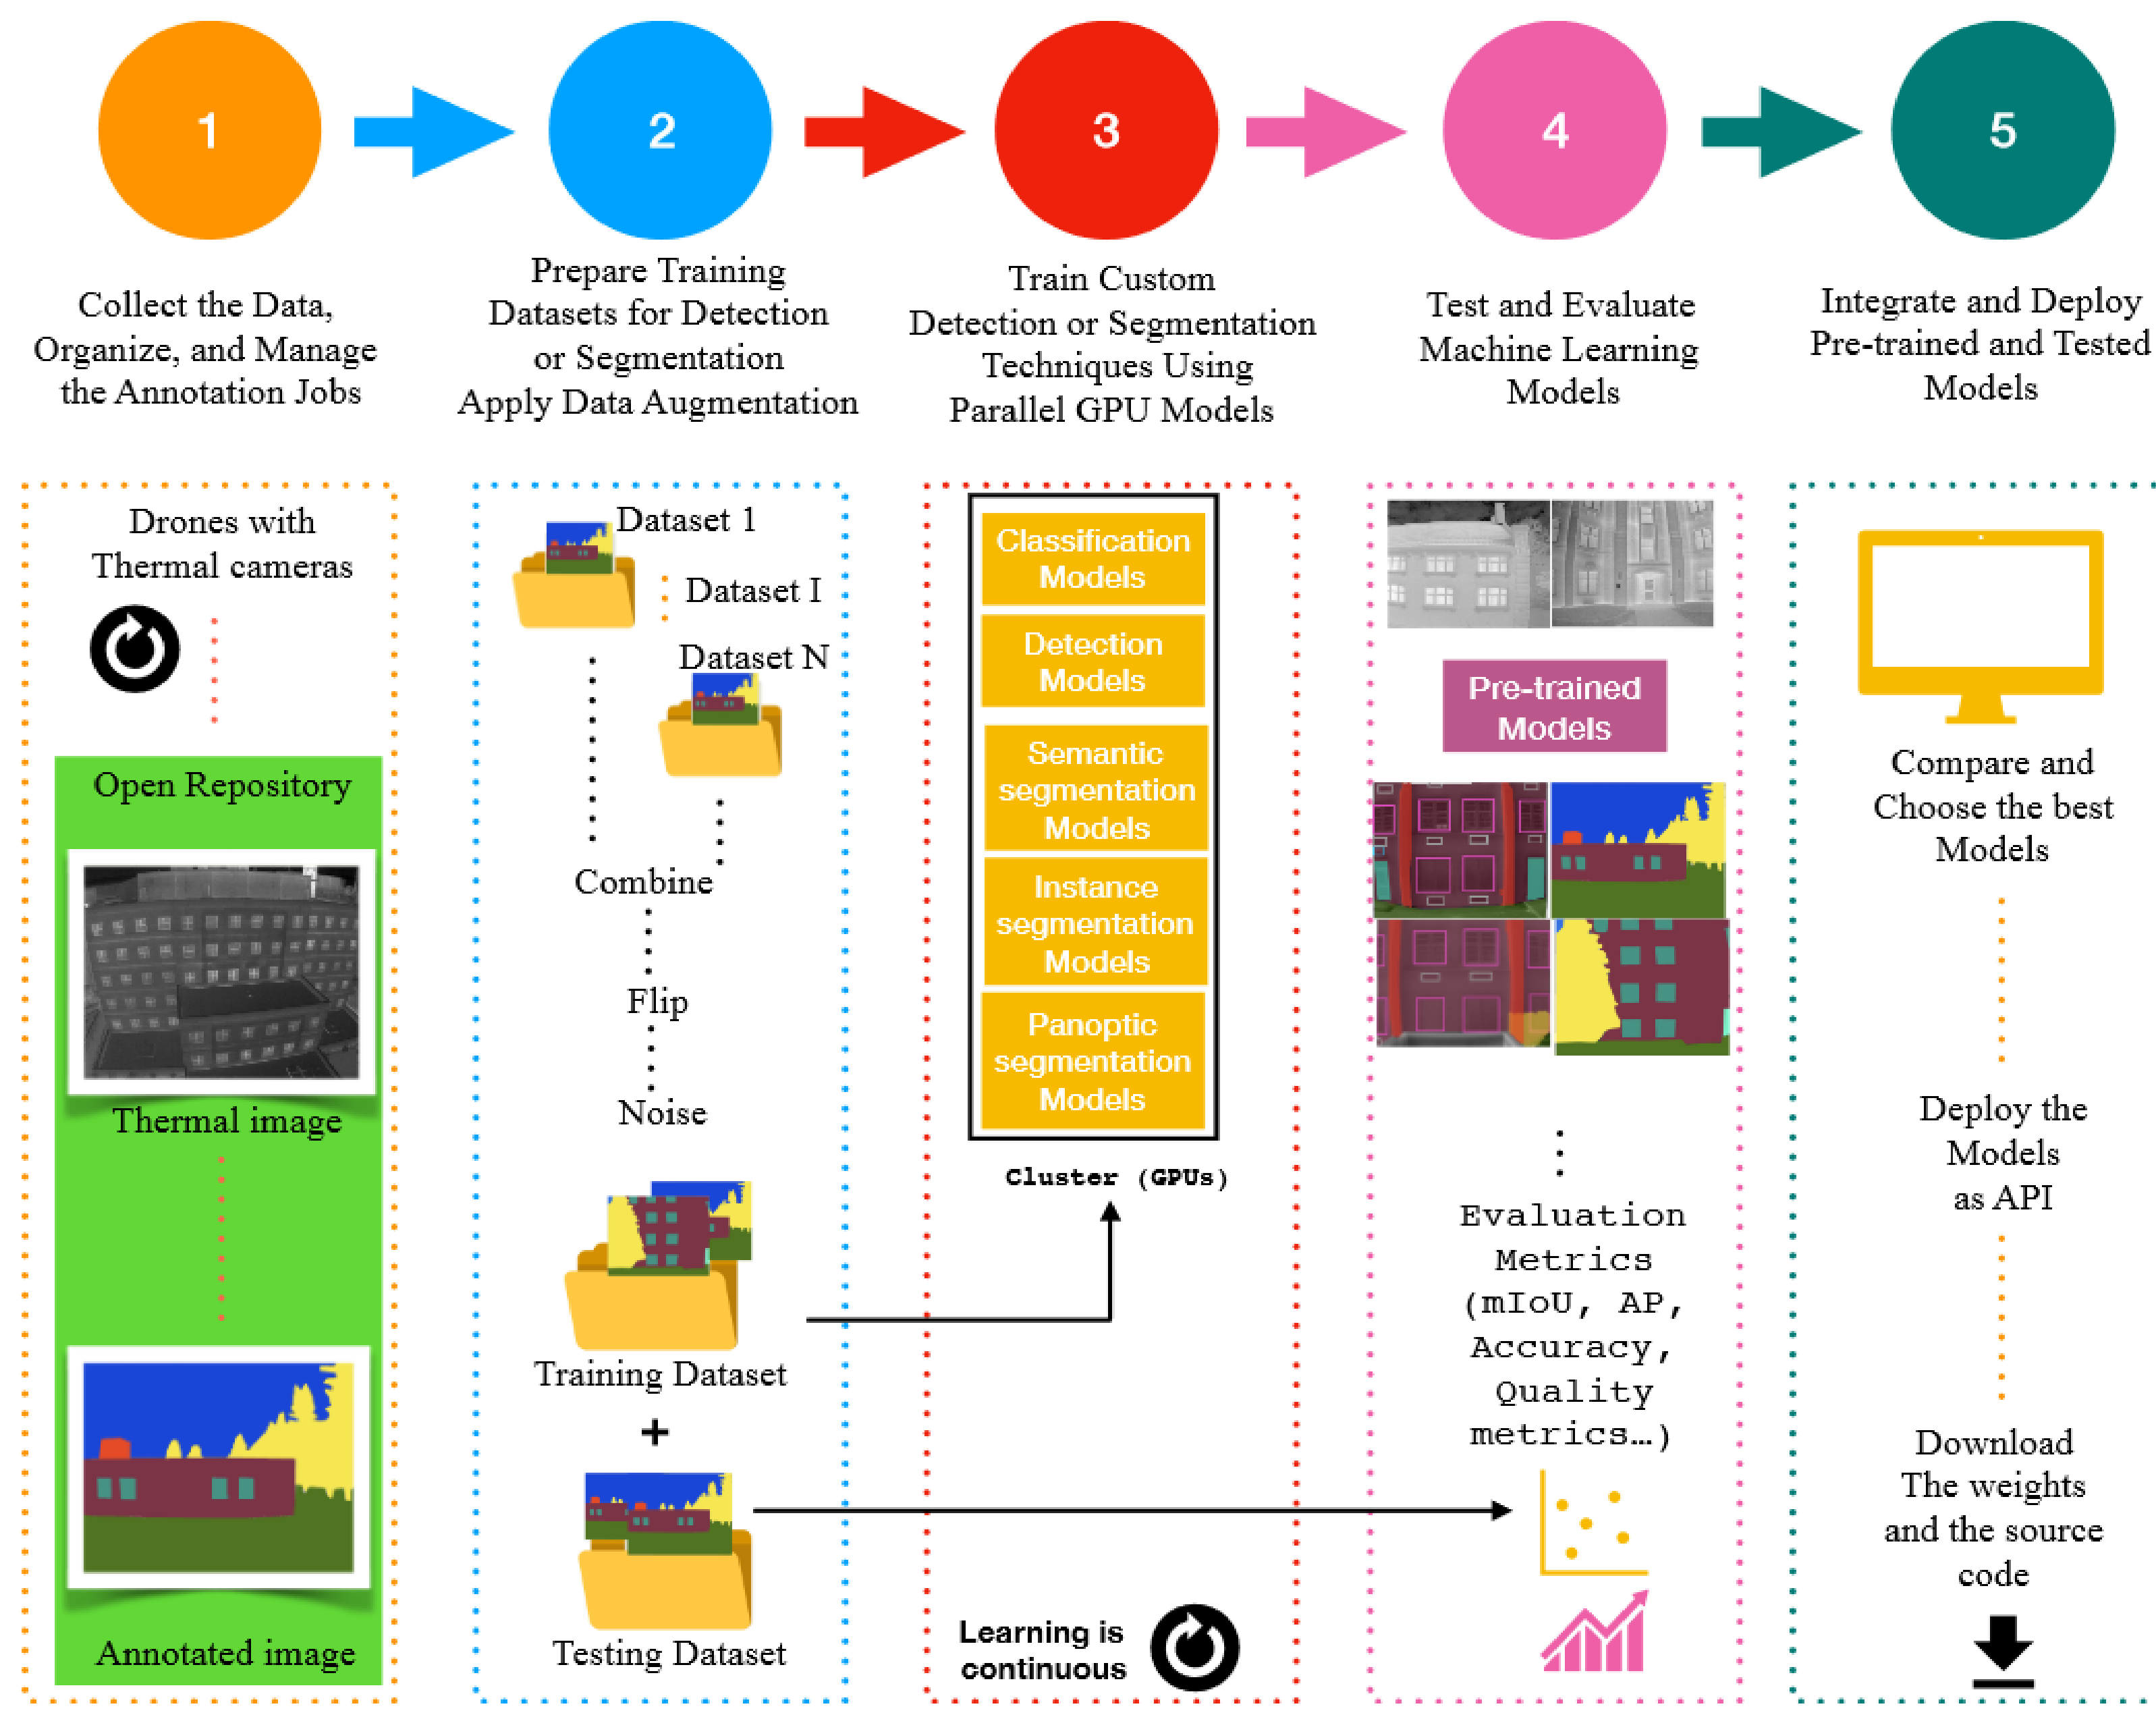 1
2
3
4
5
Collect the Data,
Organize, and Manage
the Annotation Jobs
Prepare Training
Datasets for Detection
or Segmentation
Apply Data Augmentation
Train Custom
Detection or Segmentation
Techniques Using
Parallel GPU Models
Test and Evaluate
Machine Learning
Models
Integrate and Deploy
Pre-trained and Tested
Models
Drones with
Thermal cameras
Open Repository
Thermal image
Annotated image
Dataset 1
Dataset I
Dataset N
Combine
Flip
Noise
Training Dataset
+
Testing Dataset
Classification
Models
Detection
Models
Semantic
segmentation
Models
Instance
segmentation
Models
Panoptic
segmentation
Models
Cluster (GPUs)
Learning is
continuous
Pre-trained
Models
Evaluation
Metrics
(mIoU, AP,
Accuracy,
Quality
metrics…)
Compare and
Choose the best
Models
Deploy the
Models
as API
Download
The weights
and the source
code